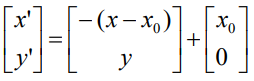 [x' y'] = [-(x - x₀) y] + [x₀ 0]